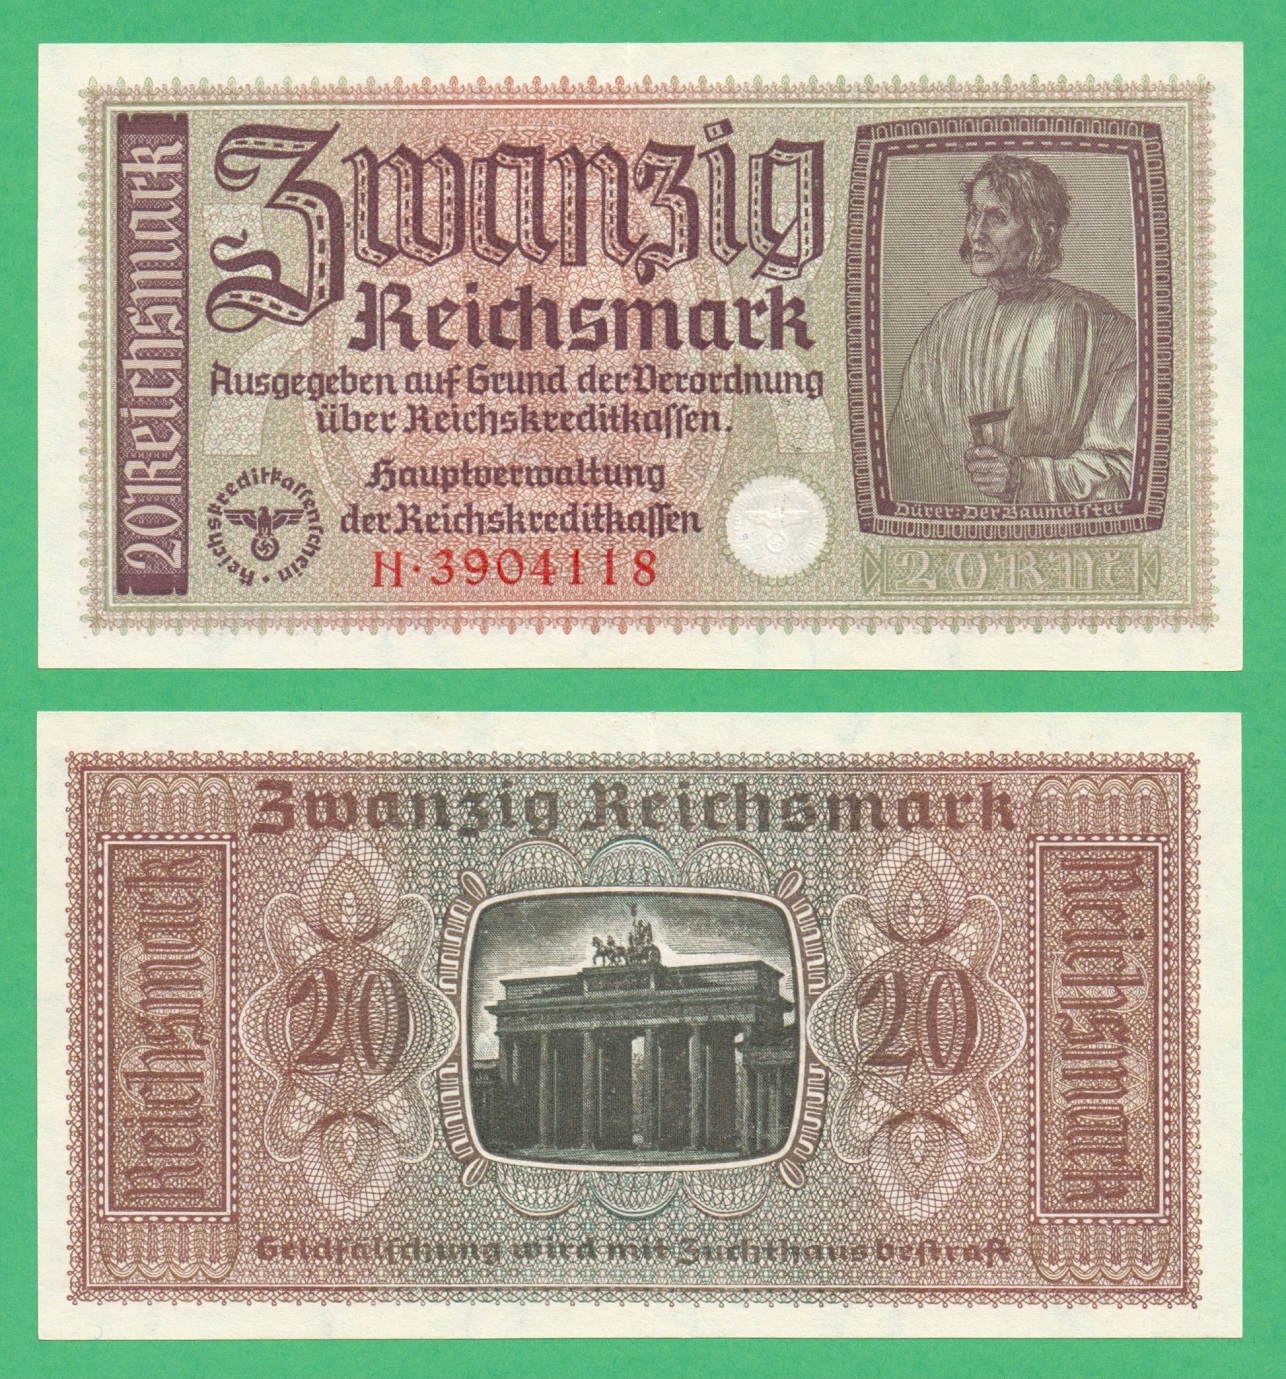 20 Reichsmark
Zwanzig
Reichsmark
Ausgegeben auf Grund der Verordnung
über Reichskreditkassen.
Hauptverwaltung
der Reichskreditkassen
Reichskreditkassenschein
H·3904118
Dürer: Der Baumeister
20 RM
Zwanzig Reichsmark
Reichsmark
20
20
Reichsmark
Geldfälschung wird mit Zuchthaus bestraft